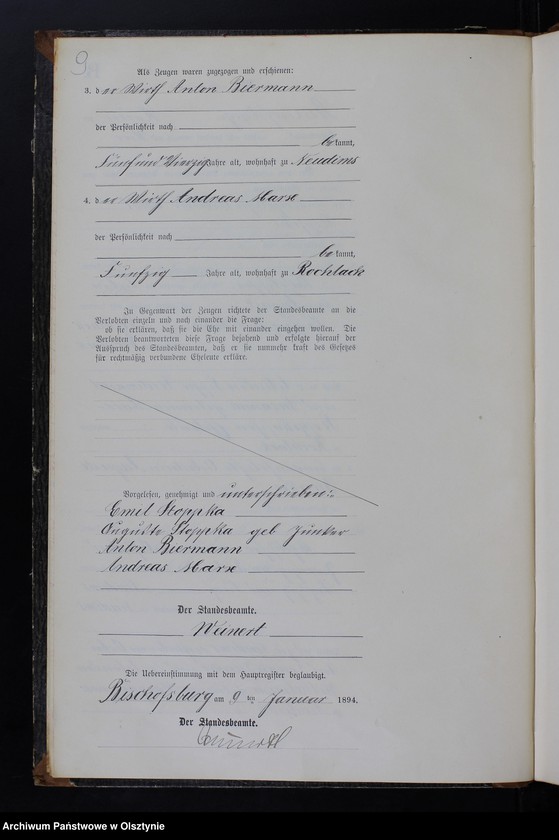 9
Als Zeugen waren zugezogen und erschienen:
3. der Wirth Anton Biermann
der Persönlichkeit nach
bekannt,
Fünfundvierzig Jahre alt, wohnhaft zu Neudims
4. der Wirth Andreas Marx
der Persönlichkeit nach
bekannt,
Fünfzig Jahre alt, wohnhaft zu Rochlack
In Gegenwart der Zeugen richtete der Standesbeamte an die
Verlobten einzeln und nach einander die Frage:
ob sie erklären, daß sie die Ehe mit einander eingehen wollen. Die
Verlobten beantworteten diese Frage bejahend und erfolgte hierauf der
Ausspruch des Standesbeamten, daß er sie nunmehr kraft des Gesetzes
für rechtmäßig verbundene Eheleute erkläre.
Vorgelesen, genehmigt und unterschrieben:
Emil Stoppka
Auguste Stoppka geb Junker
Anton Biermann
Andreas Marx
Der Standesbeamte.
Weinert
Die Uebereinstimmung mit dem Hauptregister beglaubigt.
Bischofsburg am 9 ten Januar 1894.
Der Standesbeamte.
Archiwum Państwowe w Olsztynie